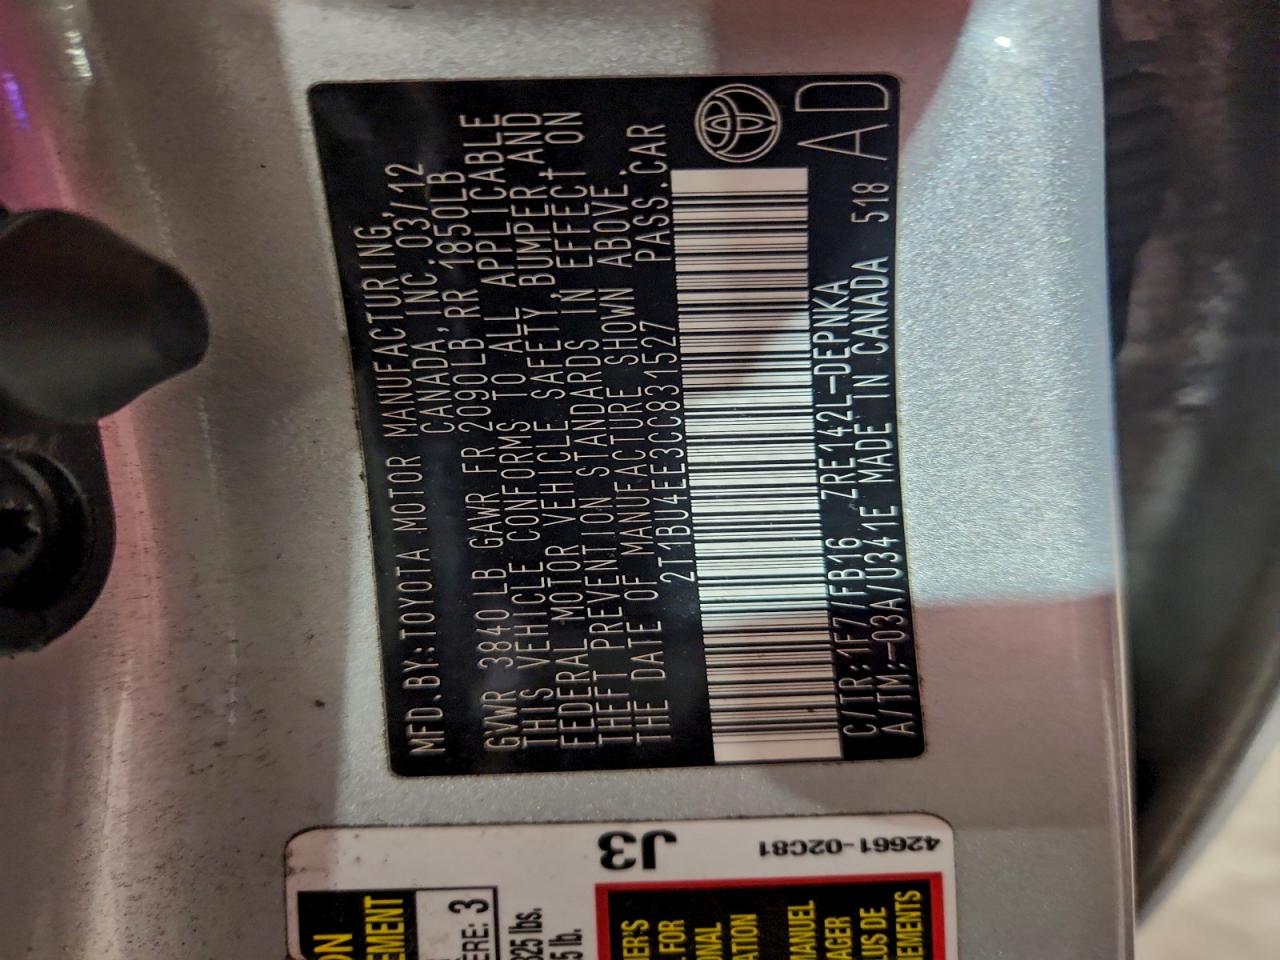 MFD.BY:TOYOTA MOTOR MANUFACTURING,
CANADA,INC. 03/12
GVWR 3840 LB GAWR FR 2090LB,RR 1850LB
THIS VEHICLE CONFORMS TO ALL APPLICABLE
FEDERAL MOTOR VEHICLE SAFETY,BUMPER,AND
THEFT PREVENTION STANDARDS IN EFFECT ON
THE DATE OF MANUFACTURE SHOWN ABOVE.
2T1BU4EE3CC831527 PASS.CAR
C/TR:1F7/FB16 ZRE142L-DEPNKA
A/TM:-03A/U341E MADE IN CANADA 518 AD
J3
42661-02C81
ERE: 3